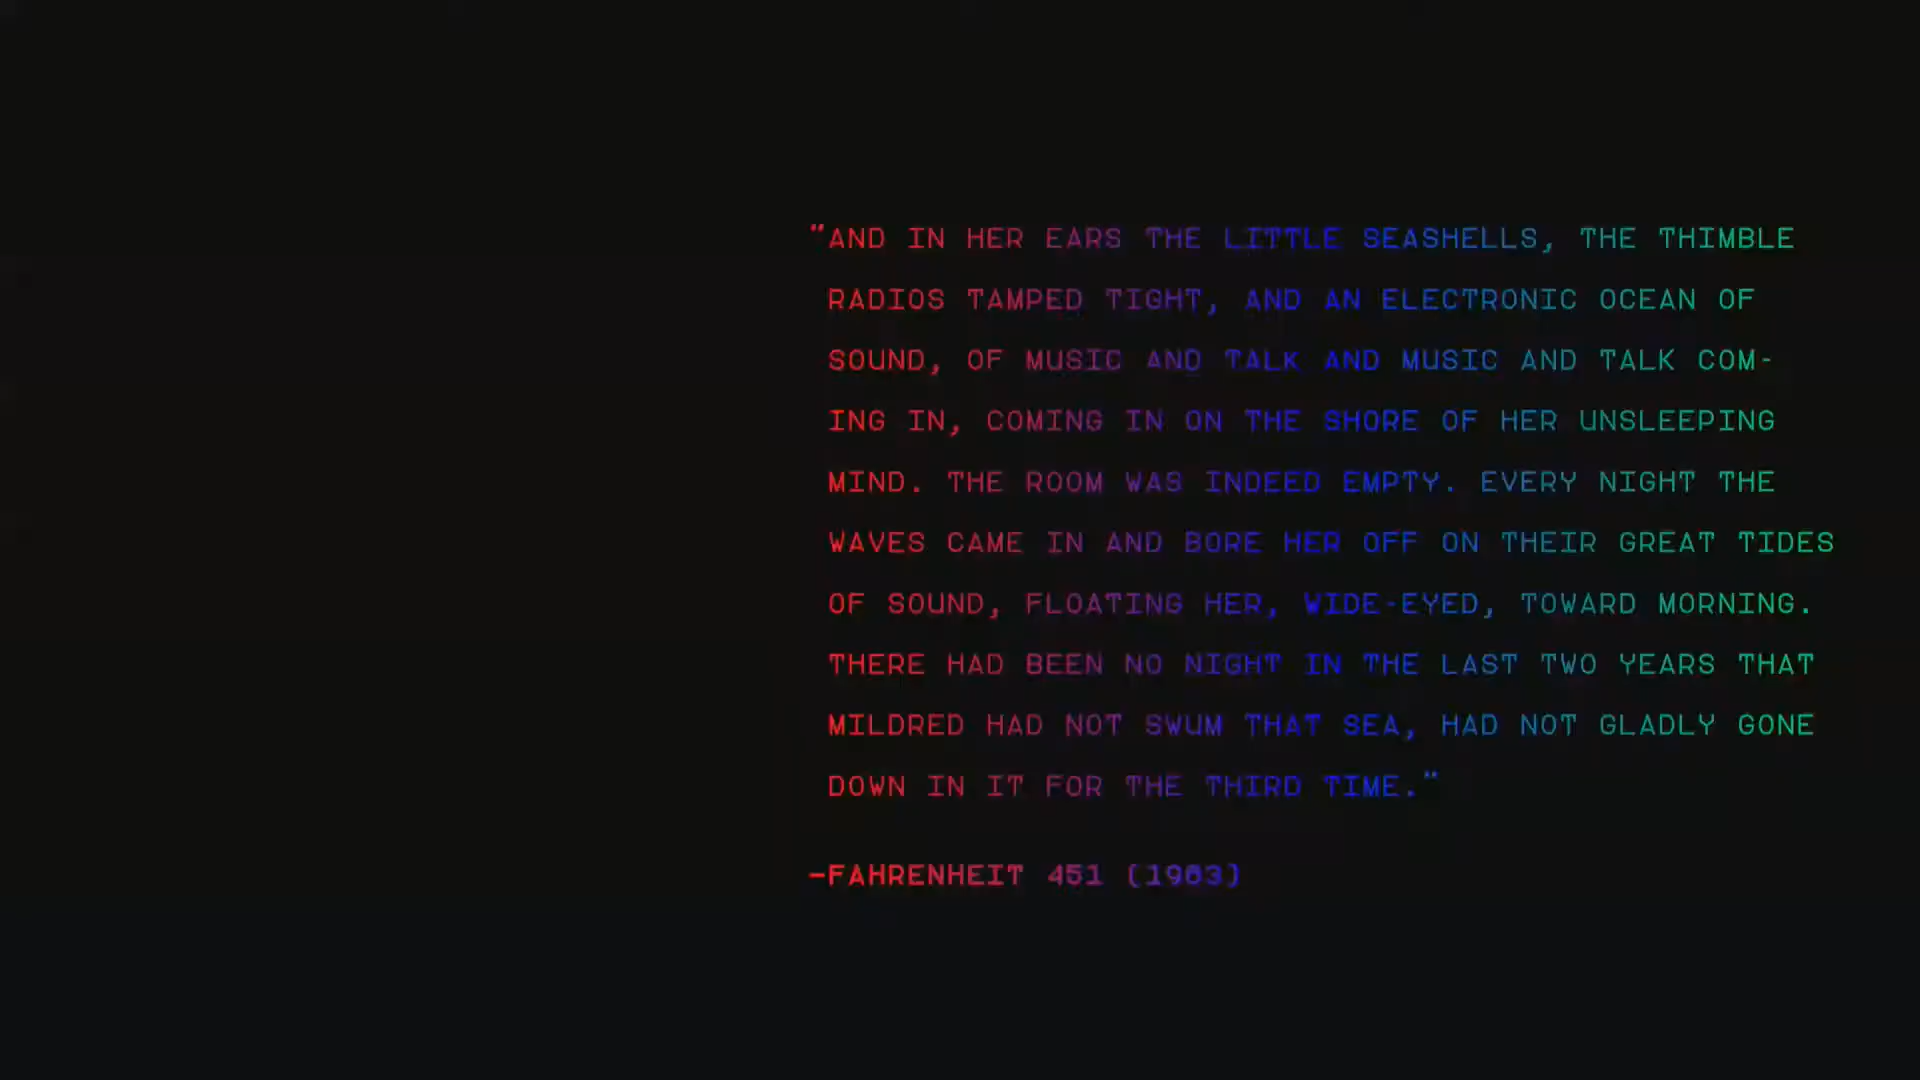 "AND IN HER EARS THE LITTLE SEASHELLS, THE THIMBLE
RADIOS TAMPED TIGHT, AND AN ELECTRONIC OCEAN OF
SOUND, OF MUSIC AND TALK AND MUSIC AND TALK COM-
ING IN, COMING IN ON THE SHORE OF HER UNSLEEPING
MIND. THE ROOM WAS INDEED EMPTY. EVERY NIGHT THE
WAVES CAME IN AND BORE HER OFF ON THEIR GREAT TIDES
OF SOUND, FLOATING HER, WIDE-EYED, TOWARD MORNING.
THERE HAD BEEN NO NIGHT IN THE LAST TWO YEARS THAT
MILDRED HAD NOT SWUM THAT SEA, HAD NOT GLADLY GONE
DOWN IN IT FOR THE THIRD TIME."
—FAHRENHEIT 451 (1963)